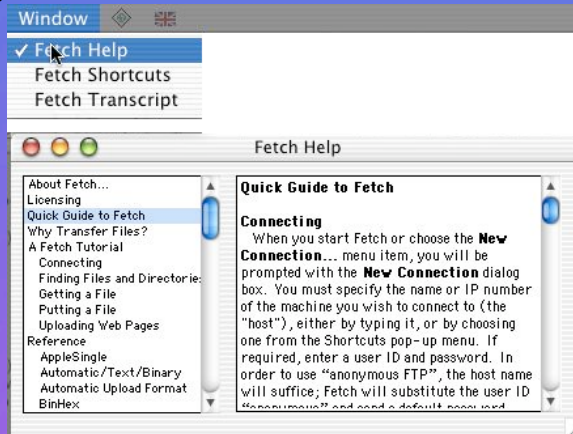 Window
✓ Fetch Help
Fetch Shortcuts
Fetch Transcript
Fetch Help
About Fetch...
Licensing
Quick Guide to Fetch
Why Transfer Files?
A Fetch Tutorial
Connecting
Finding Files and Directories
Getting a File
Putting a File
Uploading Web Pages
Reference
AppleSingle
Automatic/Text/Binary
Automatic Upload Format
BinHex
Quick Guide to Fetch
Connecting
When you start Fetch or choose the New
Connection... menu item, you will be
prompted with the New Connection dialog
box. You must specify the name or IP number
of the machine you wish to connect to (the
"host"), either by typing it, or by choosing
one from the Shortcuts pop-up menu. If
required, enter a user ID and password. In
order to use “anonymous FTP”, the host name
will suffice; Fetch will substitute the user ID
“anonymous” and send a default password